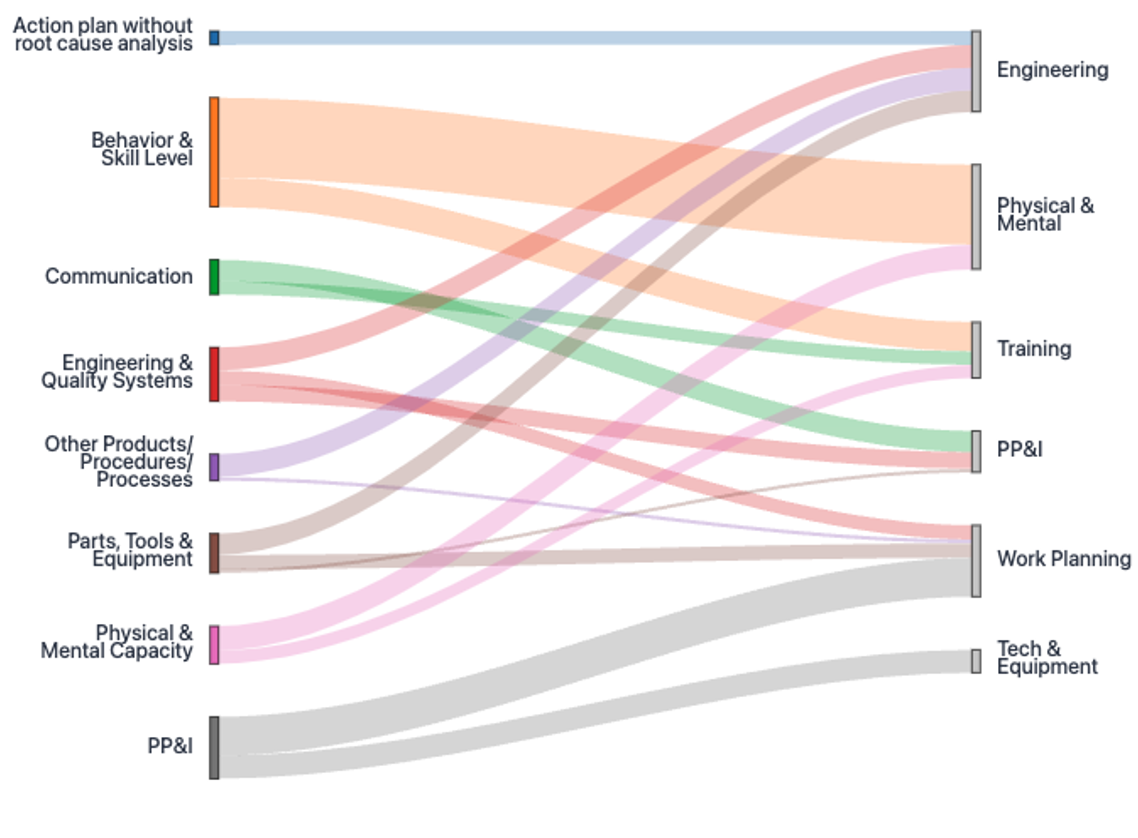 Action plan without
root cause analysis
Behavior &
Skill Level
Communication
Engineering &
Quality Systems
Other Products/
Procedures/
Processes
Parts, Tools &
Equipment
Physical &
Mental Capacity
PP&I
Engineering
Physical &
Mental
Training
PP&I
Work Planning
Tech &
Equipment